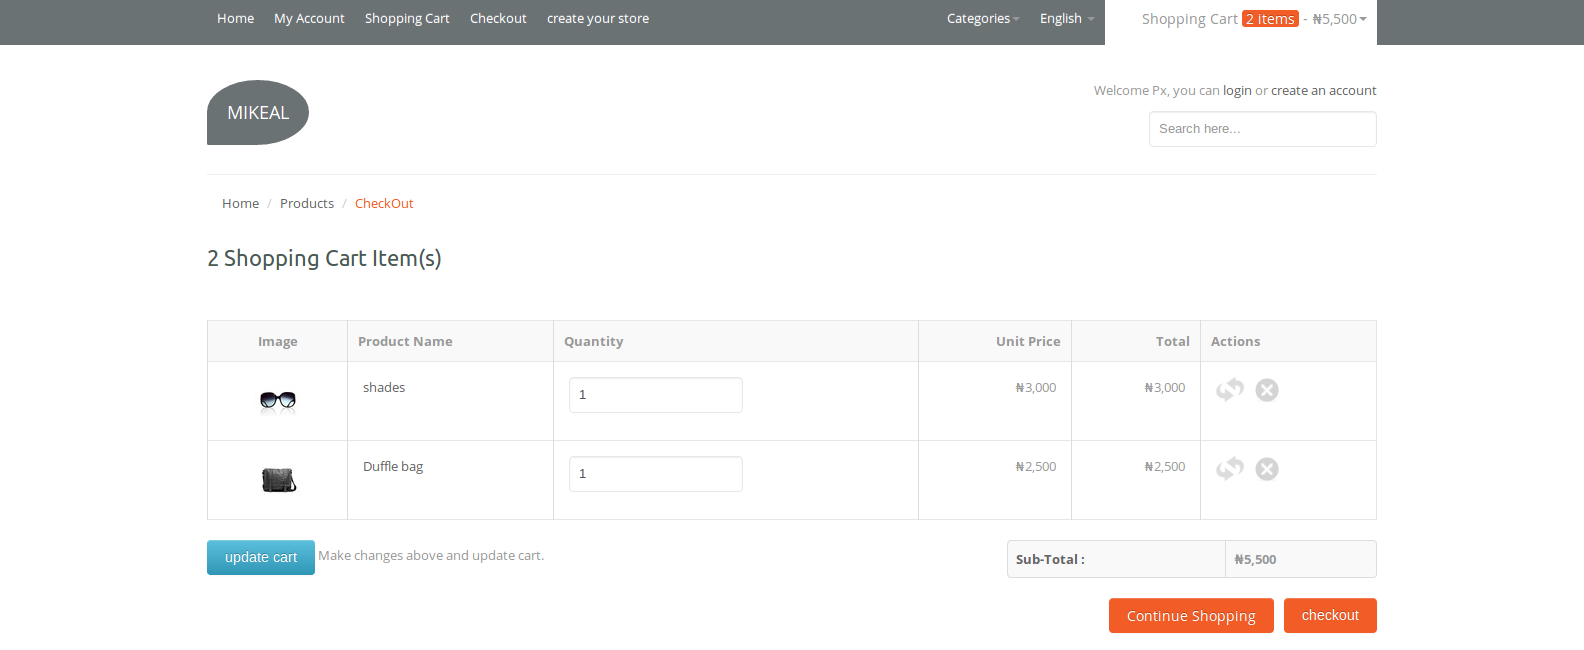 Home My Account Shopping Cart Checkout create your store Categories English Shopping Cart 2 items - ₦5,500
Welcome Px, you can login or create an account
MIKEAL
Search here...
Home / Products / CheckOut
2 Shopping Cart Item(s)
Image Product Name Quantity Unit Price Total Actions
shades 1 ₦3,000 ₦3,000
Duffle bag 1 ₦2,500 ₦2,500
update cart Make changes above and update cart. Sub-Total : ₦5,500
Continue Shopping checkout